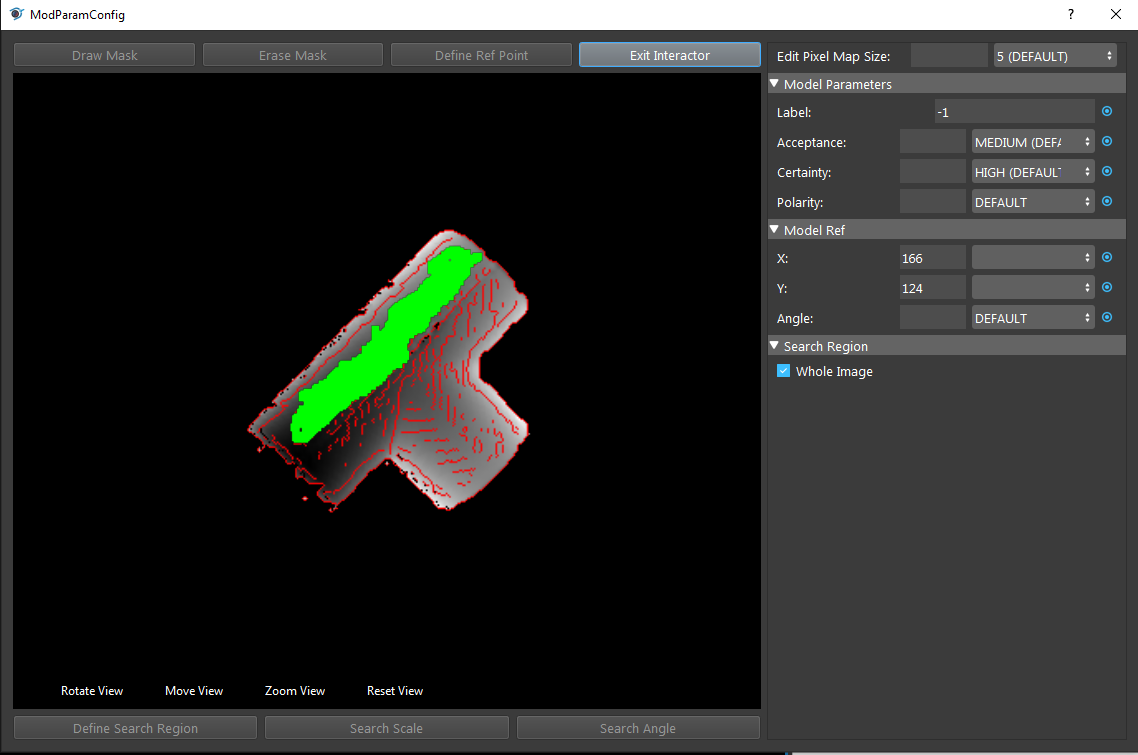 ModParamConfig
?
Draw Mask
Erase Mask
Define Ref Point
Exit Interactor
Edit Pixel Map Size:
5 (DEFAULT)
Model Parameters
Label:
-1
Acceptance:
MEDIUM (DEFA
Certainty:
HIGH (DEFAUL
Polarity:
DEFAULT
Model Ref
X:
166
Y:
124
Angle:
DEFAULT
Search Region
Whole Image
Rotate View
Move View
Zoom View
Reset View
Define Search Region
Search Scale
Search Angle